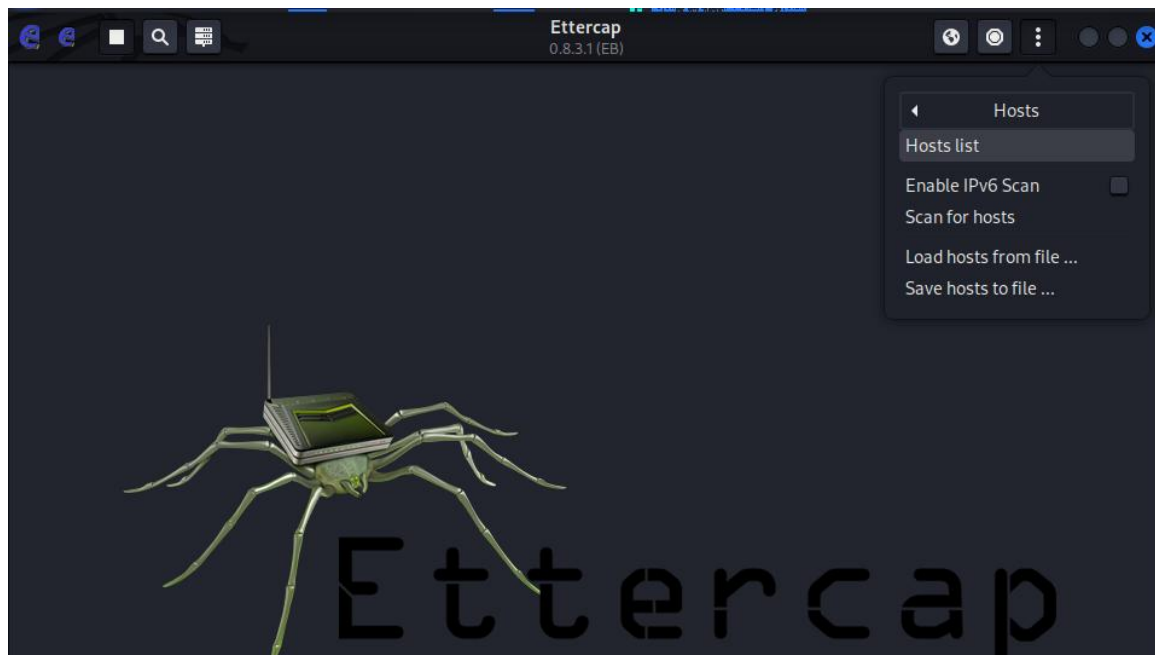 Ettercap
0.8.3.1 (EB)
Hosts
Hosts list
Enable IPv6 Scan
Scan for hosts
Load hosts from file ...
Save hosts to file ...
Ettercap